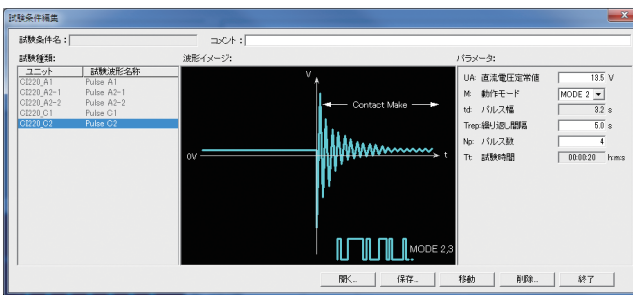 試験条件編集
試験条件名：
コメント：
試験種類:
波形イメージ:
パラメータ:
ユニット 試験波形名称
CI220_A1 Pulse A1
CI220_A2-1 Pulse A2-1
CI220_A2-2 Pulse A2-2
CI220_C1 Pulse C1
CI220_C2 Pulse C2
V
Contact Make
0V
t
MODE 2,3
UA: 直流電圧定常値 13.5 V
M: 動作モード MODE 2
td: パルス幅 3.2 s
Trep:繰り返し間隔 5.0 s
Np: パルス数 4
Tt: 試験時間 00:00:20 h:m:s
開く...
保存...
移動
削除...
終了